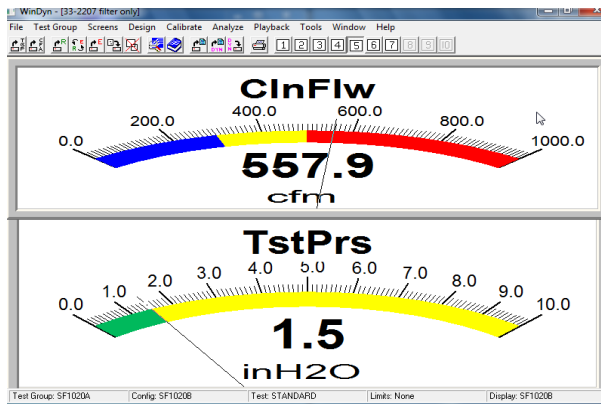 WinDyn - [33-2207 filter only]
File Test Group Screens Design Calibrate Analyze Playback Tools Window Help
1 2 3 4 5 6 7 8 9 10
ClnFlw
0.0 200.0 400.0 600.0 800.0 1000.0
557.9
cfm
TstPrs
0.0 1.0 2.0 3.0 4.0 5.0 6.0 7.0 8.0 9.0 10.0
1.5
inH2O
Test Group: SF1020A Config: SF1020B Test: STANDARD Limits: None Display: SF1020B